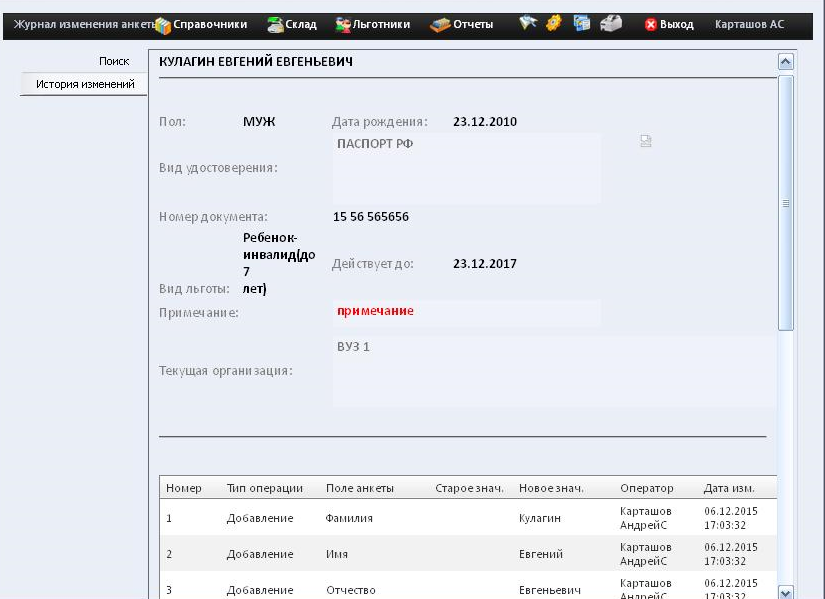 Журнал изменения анкеты Справочники Склад Льготники Отчеты Выход Карташов АС
Поиск
История изменений
КУЛАГИН ЕВГЕНИЙ ЕВГЕНЬЕВИЧ
Пол: МУЖ Дата рождения: 23.12.2010
ПАСПОРТ РФ
Вид удостоверения:
Номер документа: 15 56 565656
Ребенок-
инвалид(до
7
лет)
Вид льготы:
Действует до: 23.12.2017
Примечание: примечание
ВУЗ 1
Текущая организация:
Номер Тип операции Поле анкеты Старое знач. Новое знач. Оператор Дата изм.
1 Добавление Фамилия Кулагин Карташов АндрейС 06.12.2015 17:03:32
2 Добавление Имя Евгений Карташов АндрейС 06.12.2015 17:03:32
3 Добавление Отчество Евгеньевич Карташов АндрейС 06.12.2015 17:03:32